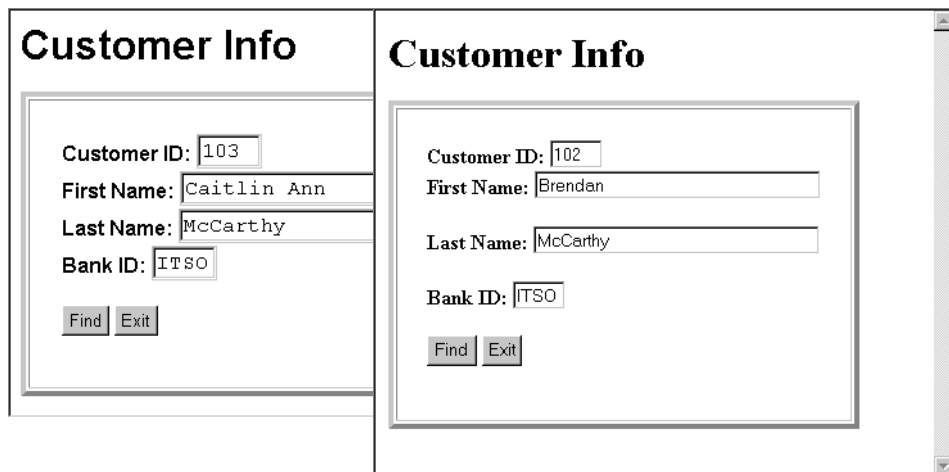 Customer Info
Customer ID: 103
First Name: Caitlin Ann
Last Name: McCarthy
Bank ID: ITSO
Find Exit
Customer Info
Customer ID: 102
First Name: Brendan
Last Name: McCarthy
Bank ID: ITSO
Find Exit